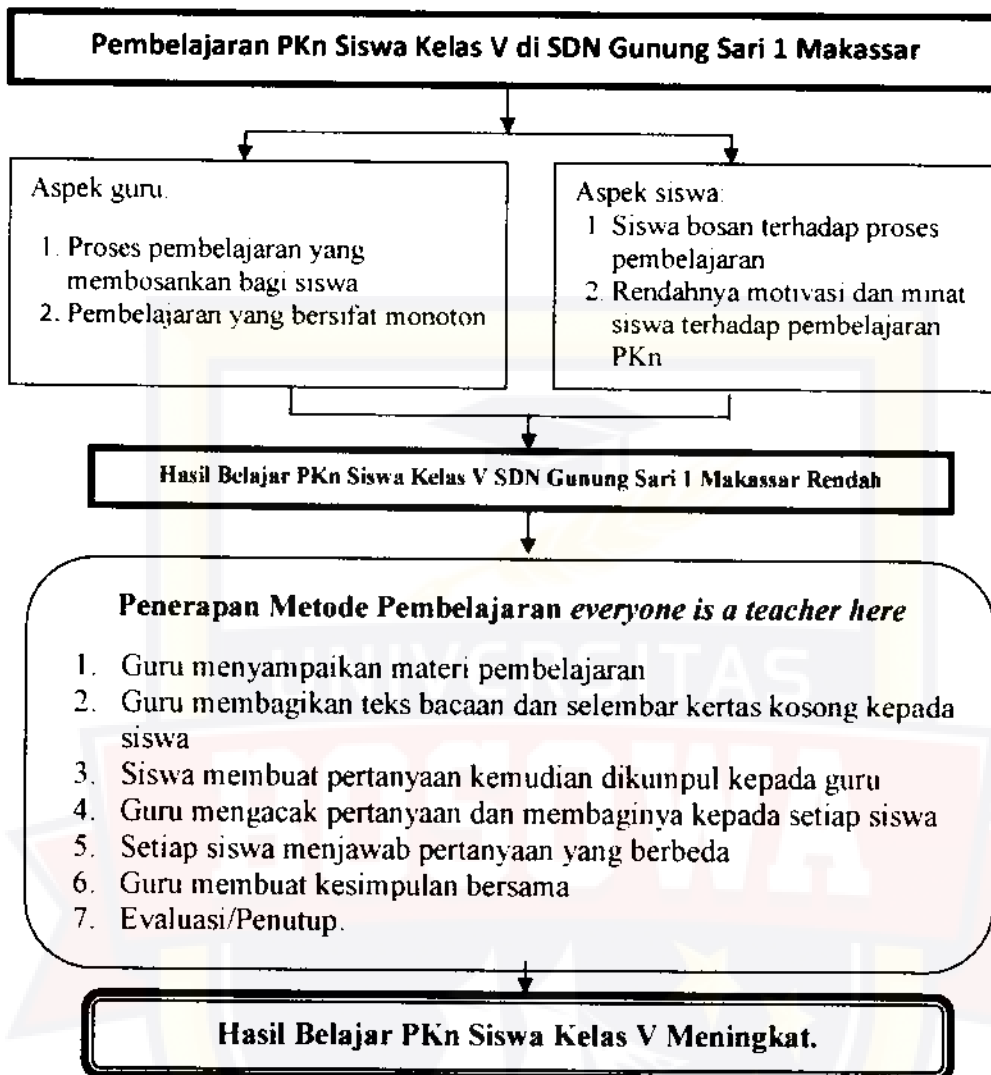 Pembelajaran PKn Siswa Kelas V di SDN Gunung Sari 1 Makassar
Aspek guru.
1. Proses pembelajaran yang
membosankan bagi siswa
2. Pembelajaran yang bersifat monoton
Aspek siswa:
1 Siswa bosan terhadap proses
pembelajaran
2. Rendahnya motivasi dan minat
siswa terhadap pembelajaran
PKn
Hasil Belajar PKn Siswa Kelas V SDN Gunung Sari 1 Makassar Rendah
Penerapan Metode Pembelajaran everyone is a teacher here
1. Guru menyampaikan materi pembelajaran
2. Guru membagikan teks bacaan dan selembar kertas kosong kepada
siswa
3. Siswa membuat pertanyaan kemudian dikumpul kepada guru
4. Guru mengacak pertanyaan dan membaginya kepada setiap siswa
5. Setiap siswa menjawab pertanyaan yang berbeda
6. Guru membuat kesimpulan bersama
7. Evaluasi/Penutup.
Hasil Belajar PKn Siswa Kelas V Meningkat.
UNIVERSITAS
BOSOWA